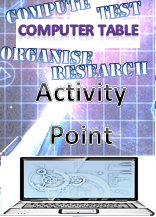 COMPUTE TEST
COMPUTER TABLE
ORGANISE
RESEARCH
Activity
Point